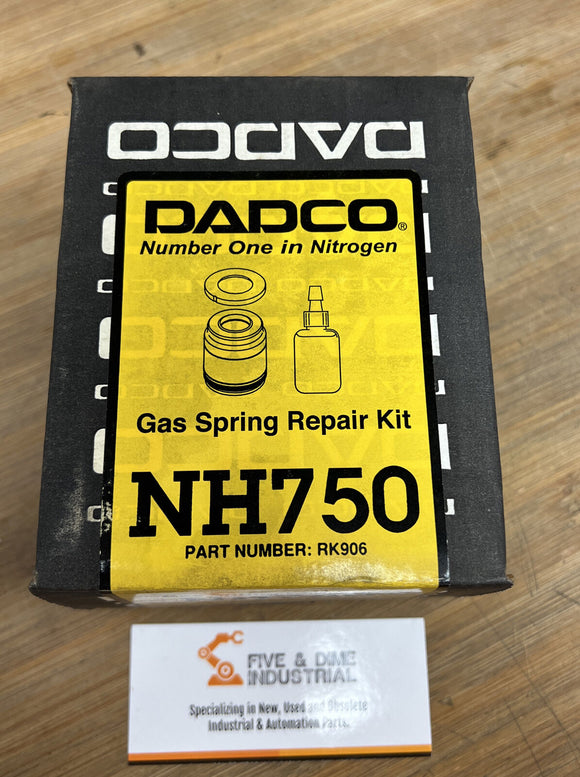 DADCO
DADCO®
Number One in Nitrogen
Gas Spring Repair Kit
NH750
PART NUMBER: RK906
FIVE & DIME
INDUSTRIAL
Specializing in New, Used and Obsolete
Industrial & Automation Parts.